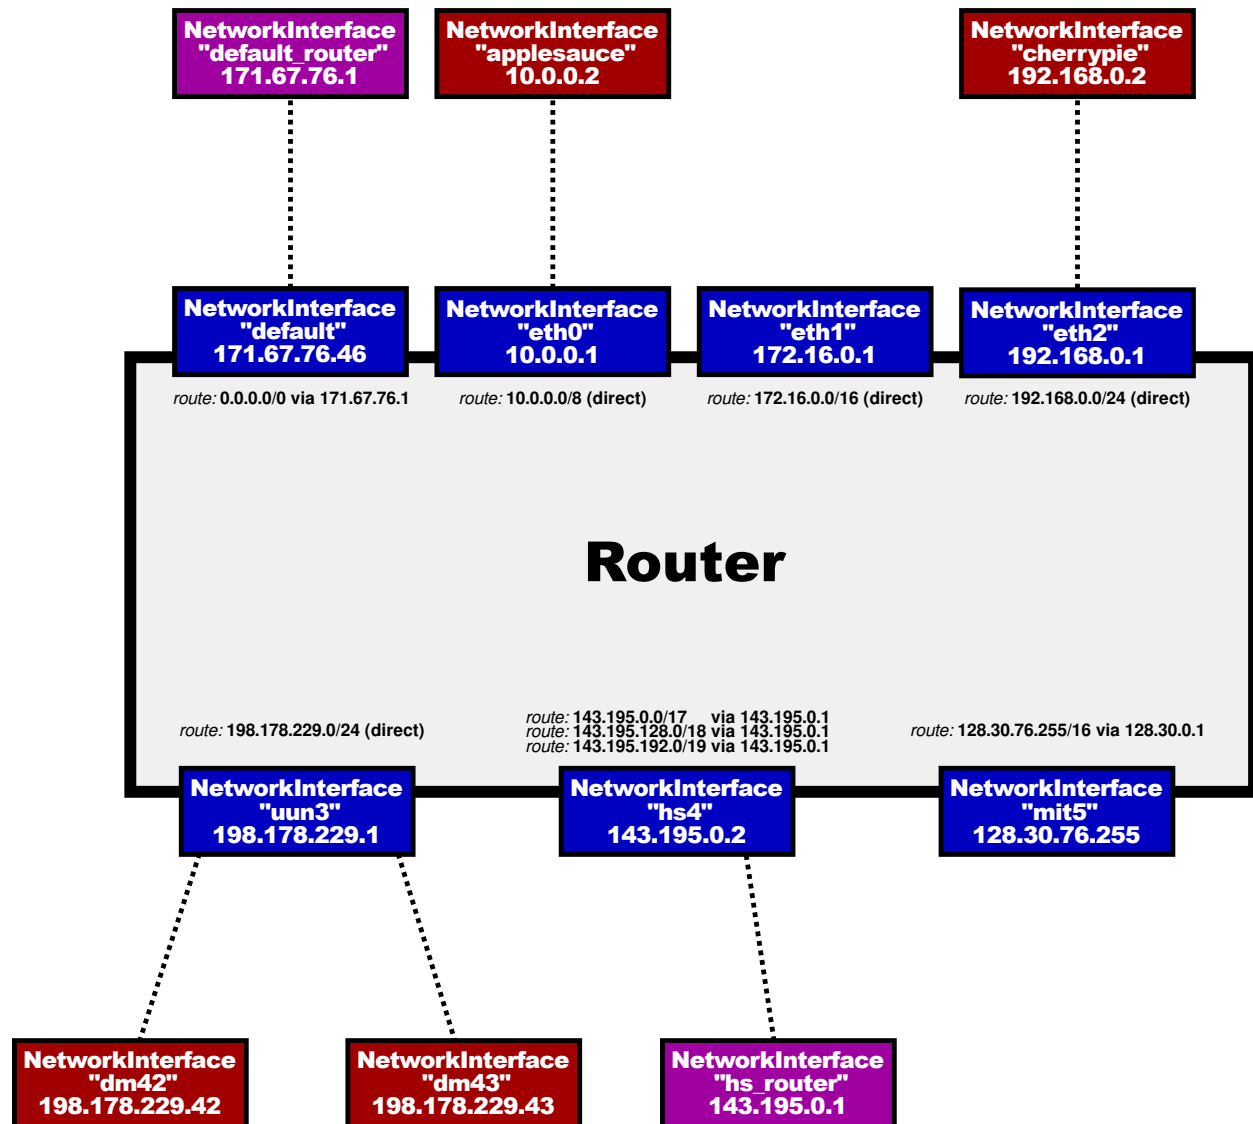 NetworkInterface
"default_router"
171.67.76.1
NetworkInterface
"applesauce"
10.0.0.2
NetworkInterface
"cherrypie"
192.168.0.2
NetworkInterface
"default"
171.67.76.46
NetworkInterface
"eth0"
10.0.0.1
NetworkInterface
"eth1"
172.16.0.1
NetworkInterface
"eth2"
192.168.0.1
route: 0.0.0.0/0 via 171.67.76.1
route: 10.0.0.0/8 (direct)
route: 172.16.0.0/16 (direct)
route: 192.168.0.0/24 (direct)
Router
route: 198.178.229.0/24 (direct)
route: 143.195.0.0/17 via 143.195.0.1
route: 143.195.128.0/18 via 143.195.0.1
route: 143.195.192.0/19 via 143.195.0.1
route: 128.30.76.255/16 via 128.30.0.1
NetworkInterface
"uun3"
198.178.229.1
NetworkInterface
"hs4"
143.195.0.2
NetworkInterface
"mit5"
128.30.76.255
NetworkInterface
"dm42"
198.178.229.42
NetworkInterface
"dm43"
198.178.229.43
NetworkInterface
"hs_router"
143.195.0.1